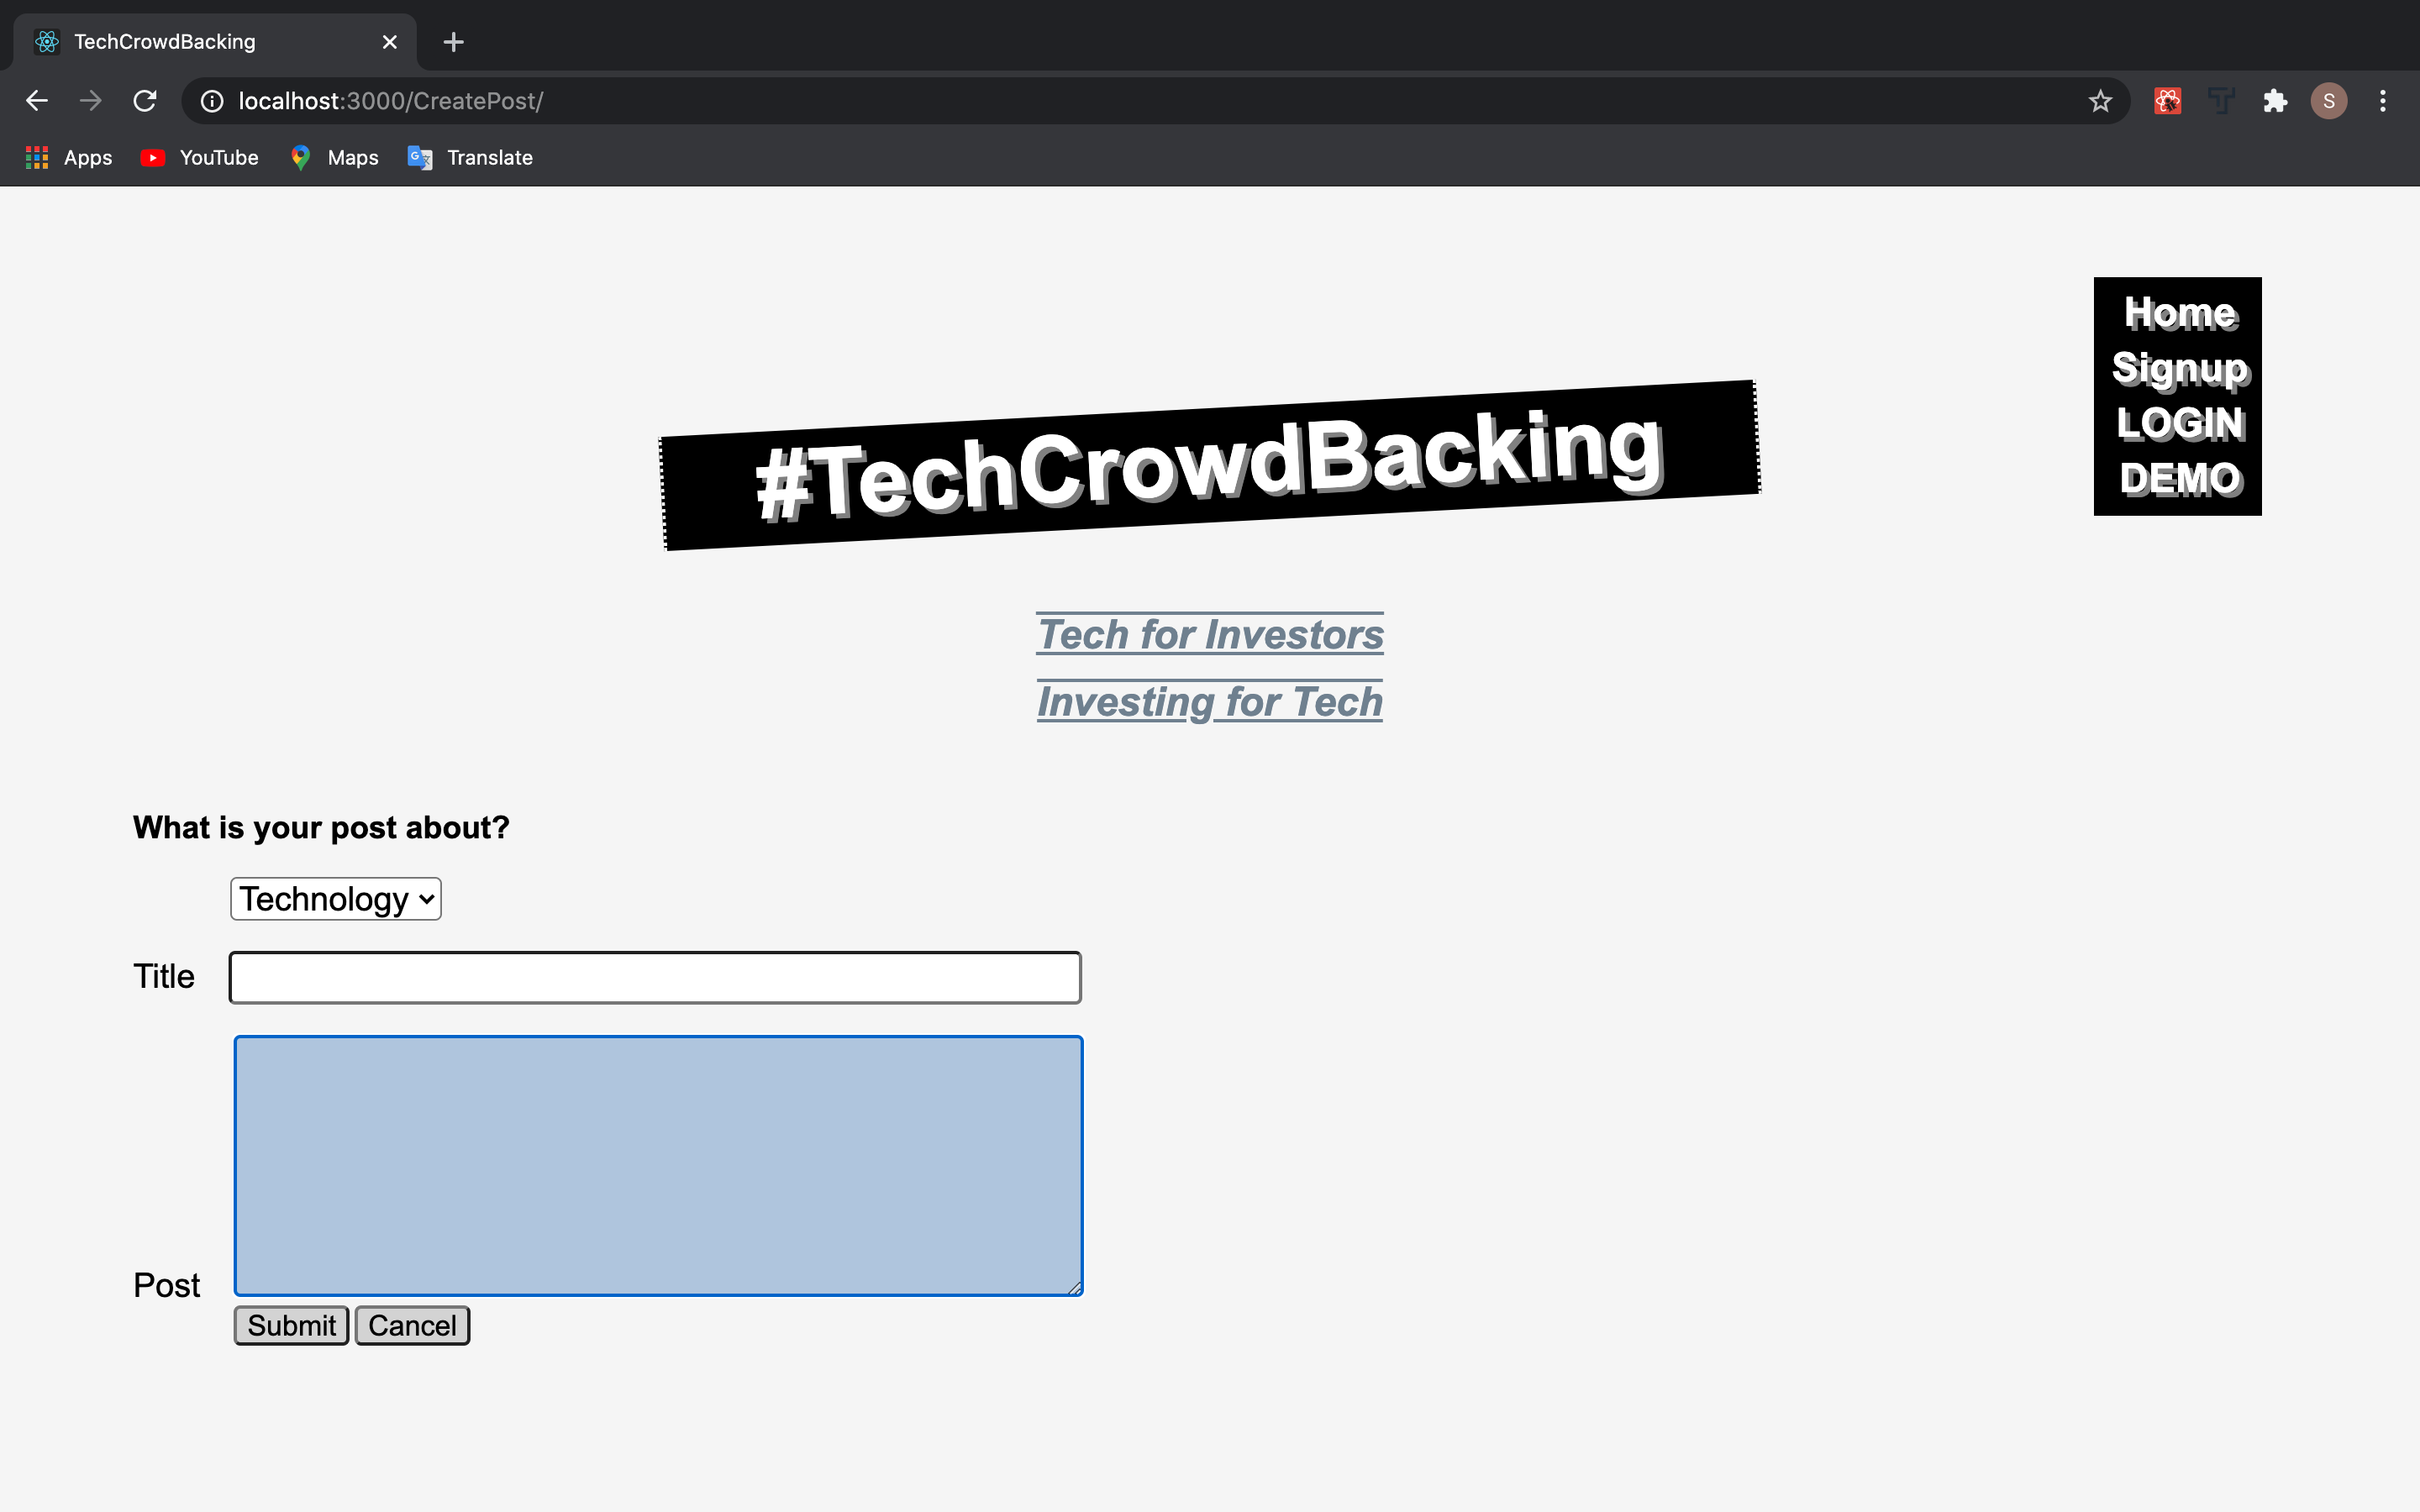 TechCrowdBacking
localhost:3000/CreatePost/
S
Apps
YouTube
Maps
Translate
Home
Signup
LOGIN
DEMO
#TechCrowdBacking
Tech for Investors
Investing for Tech
What is your post about?
Technology
Title
Post
Submit Cancel